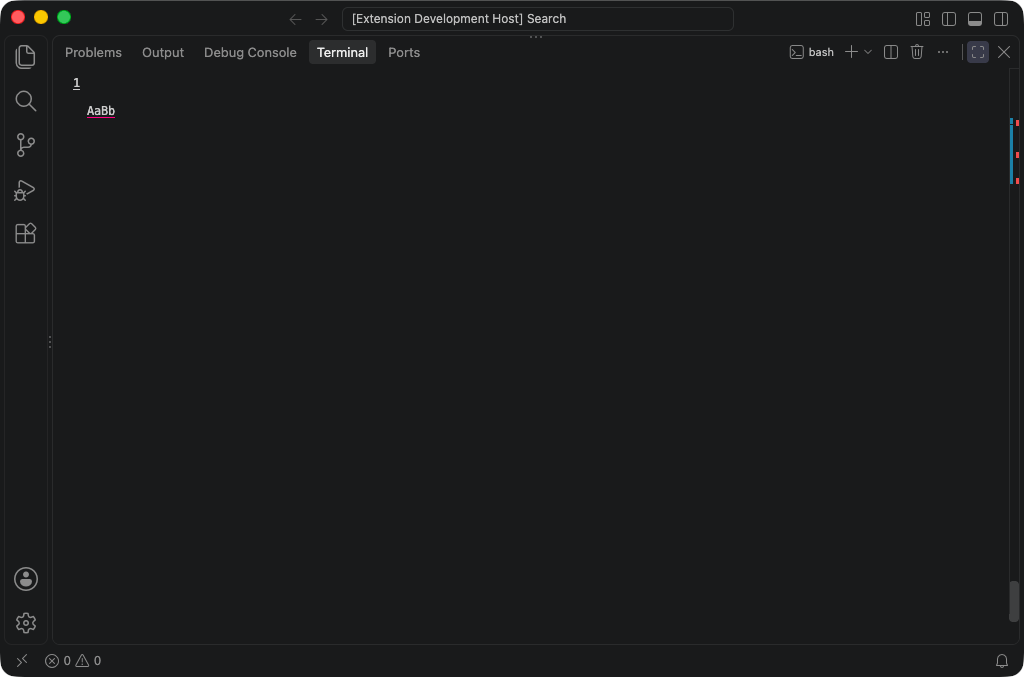 [Extension Development Host] Search
Problems Output Debug Console Terminal Ports bash
1
AaBb
0 0